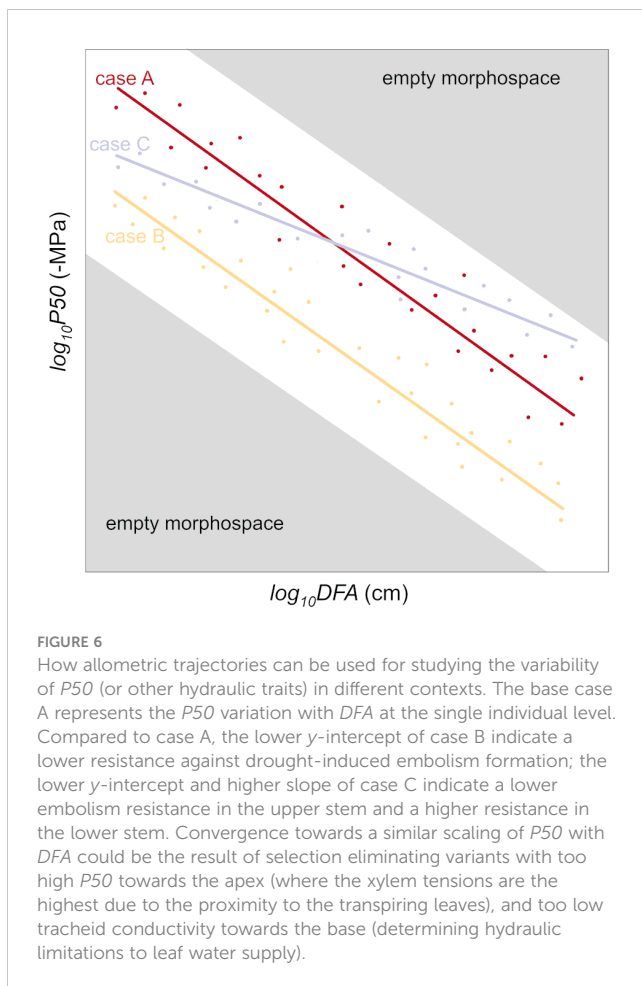 case A
empty morphospace
case C
case B
log10P50 (-MPa)
empty morphospace
log10DFA (cm)
FIGURE 6
How allometric trajectories can be used for studying the variability
of P50 (or other hydraulic traits) in different contexts. The base case
A represents the P50 variation with DFA at the single individual level.
Compared to case A, the lower y-intercept of case B indicate a
lower resistance against drought-induced embolism formation; the
lower y-intercept and higher slope of case C indicate a lower
embolism resistance in the upper stem and a higher resistance in
the lower stem. Convergence towards a similar scaling of P50 with
DFA could be the result of selection eliminating variants with too
high P50 towards the apex (where the xylem tensions are the
highest due to the proximity to the transpiring leaves), and too low
tracheid conductivity towards the base (determining hydraulic
limitations to leaf water supply).